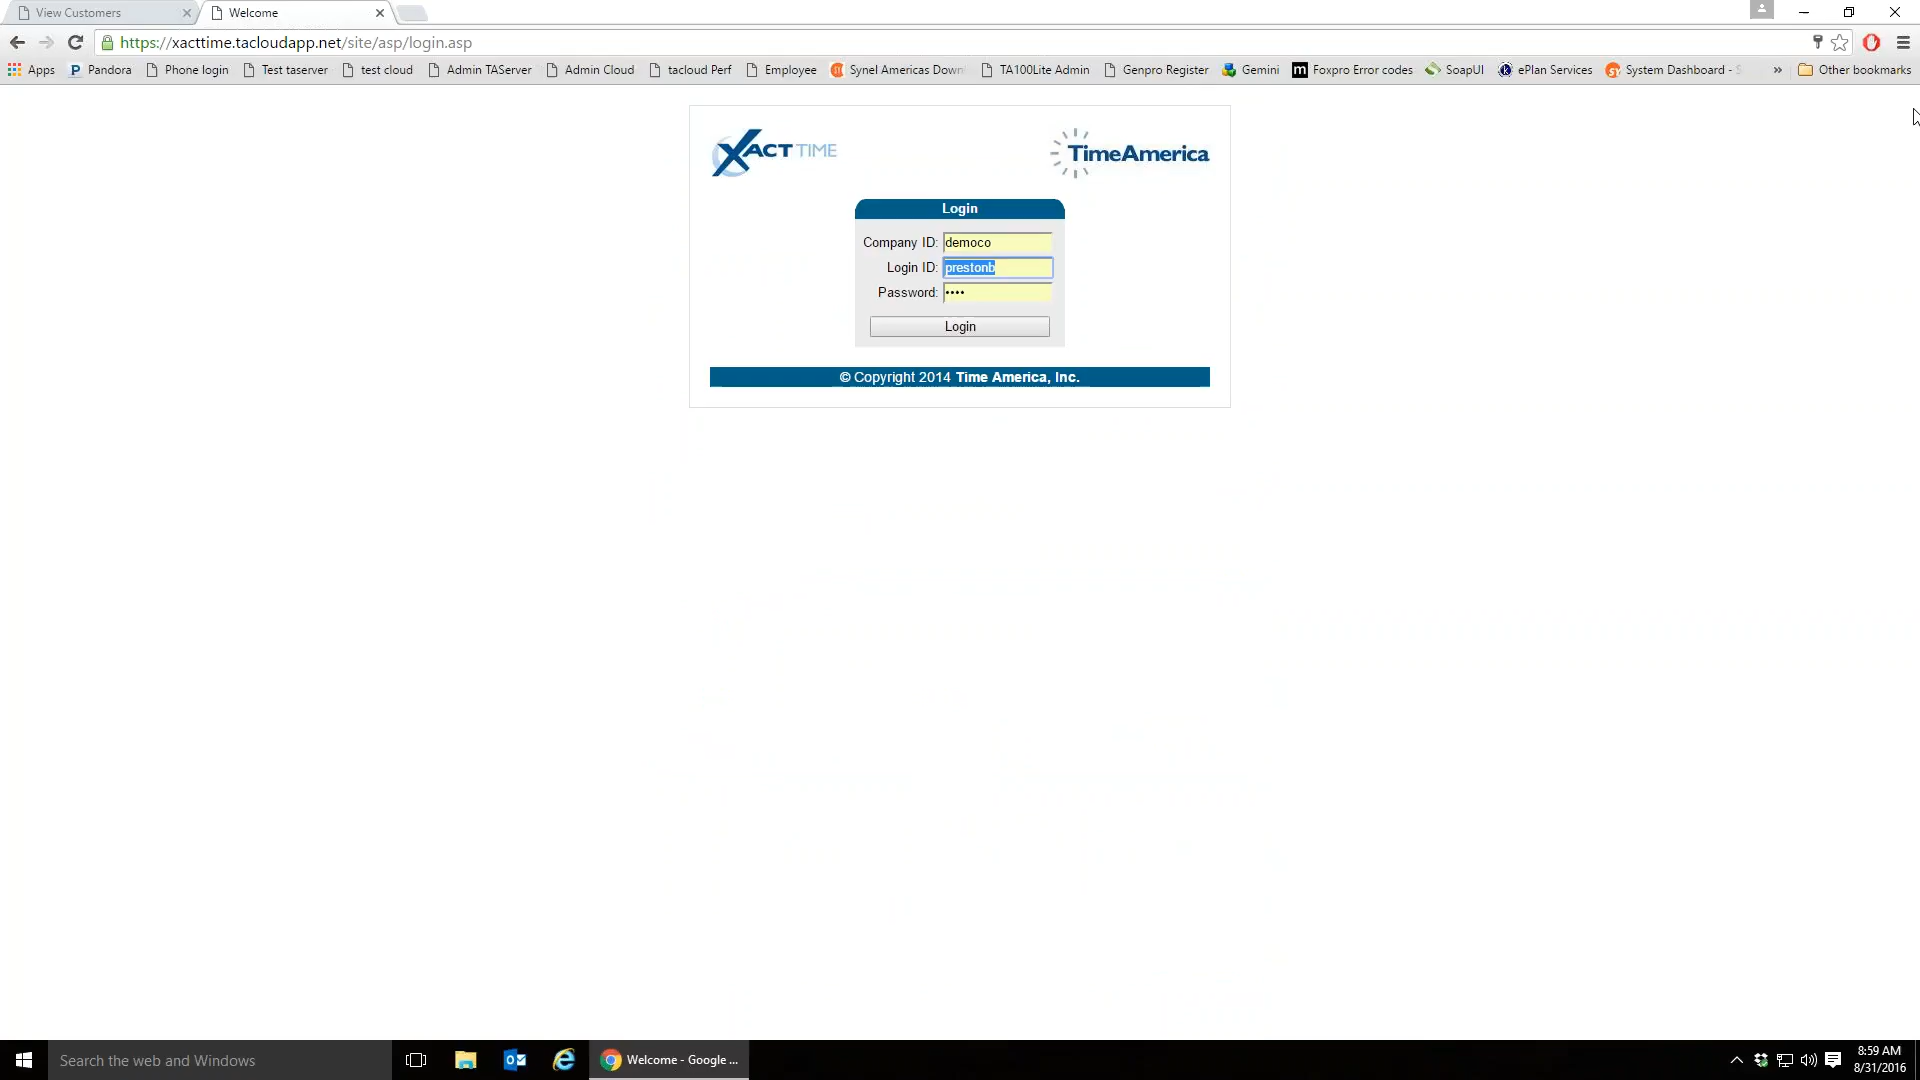 View Customers
Welcome
https://xacttime.tacloudapp.net/site/asp/login.asp
Apps Pandora Phone login Test taserver test cloud Admin TAServer Admin Cloud tacloud Perf Employee Synel Americas Down TA100Lite Admin Genpro Register Gemini Foxpro Error codes SoapUI ePlan Services System Dashboard - S » Other bookmarks
XACT TIME
TimeAmerica
Login
Company ID: democo
Login ID: prestonb
Password: ••••
Login
© Copyright 2014 Time America, Inc.
Search the web and Windows
Welcome - Google ...
8:59 AM
8/31/2016